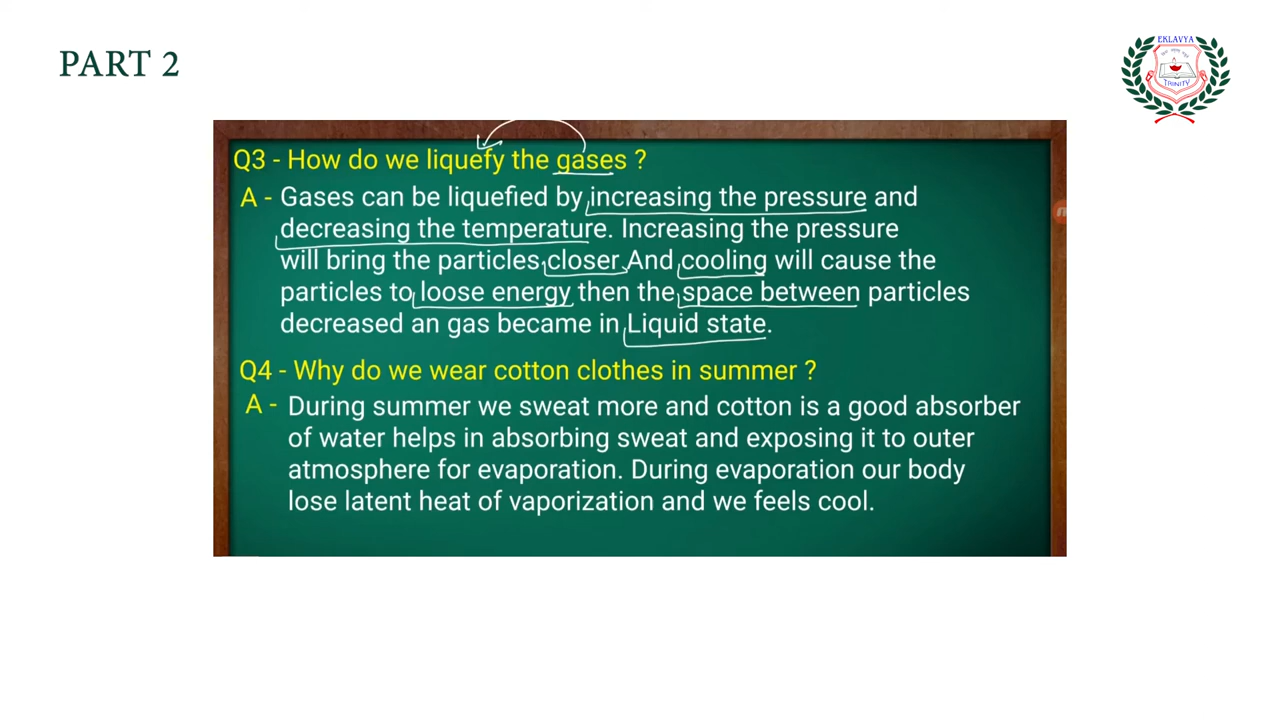 PART 2
EKLAVYA
TRINITY
Q3 - How do we liquefy the gases ?
A - Gases can be liquefied by increasing the pressure and
decreasing the temperature. Increasing the pressure
will bring the particles closer. And cooling will cause the
particles to loose energy then the space between particles
decreased an gas became in Liquid state.
Q4 - Why do we wear cotton clothes in summer ?
A - During summer we sweat more and cotton is a good absorber
of water helps in absorbing sweat and exposing it to outer
atmosphere for evaporation. During evaporation our body
lose latent heat of vaporization and we feels cool.